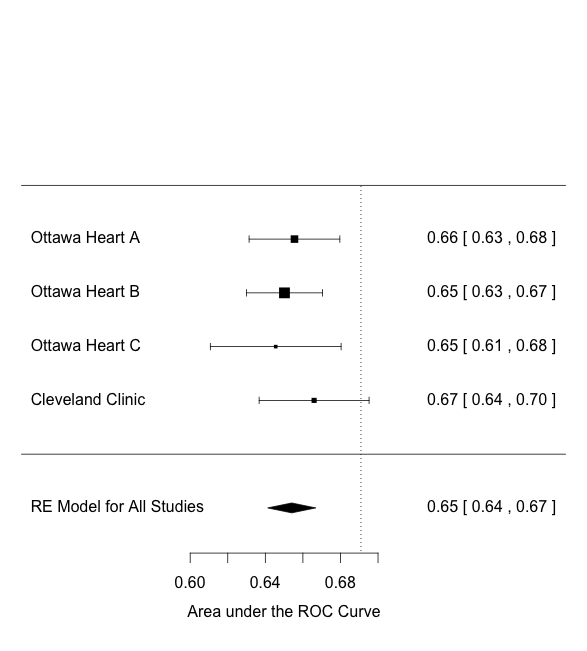 Ottawa Heart A 0.66 [ 0.63 , 0.68 ]
Ottawa Heart B 0.65 [ 0.63 , 0.67 ]
Ottawa Heart C 0.65 [ 0.61 , 0.68 ]
Cleveland Clinic 0.67 [ 0.64 , 0.70 ]
RE Model for All Studies 0.65 [ 0.64 , 0.67 ]
0.60 0.64 0.68
Area under the ROC Curve